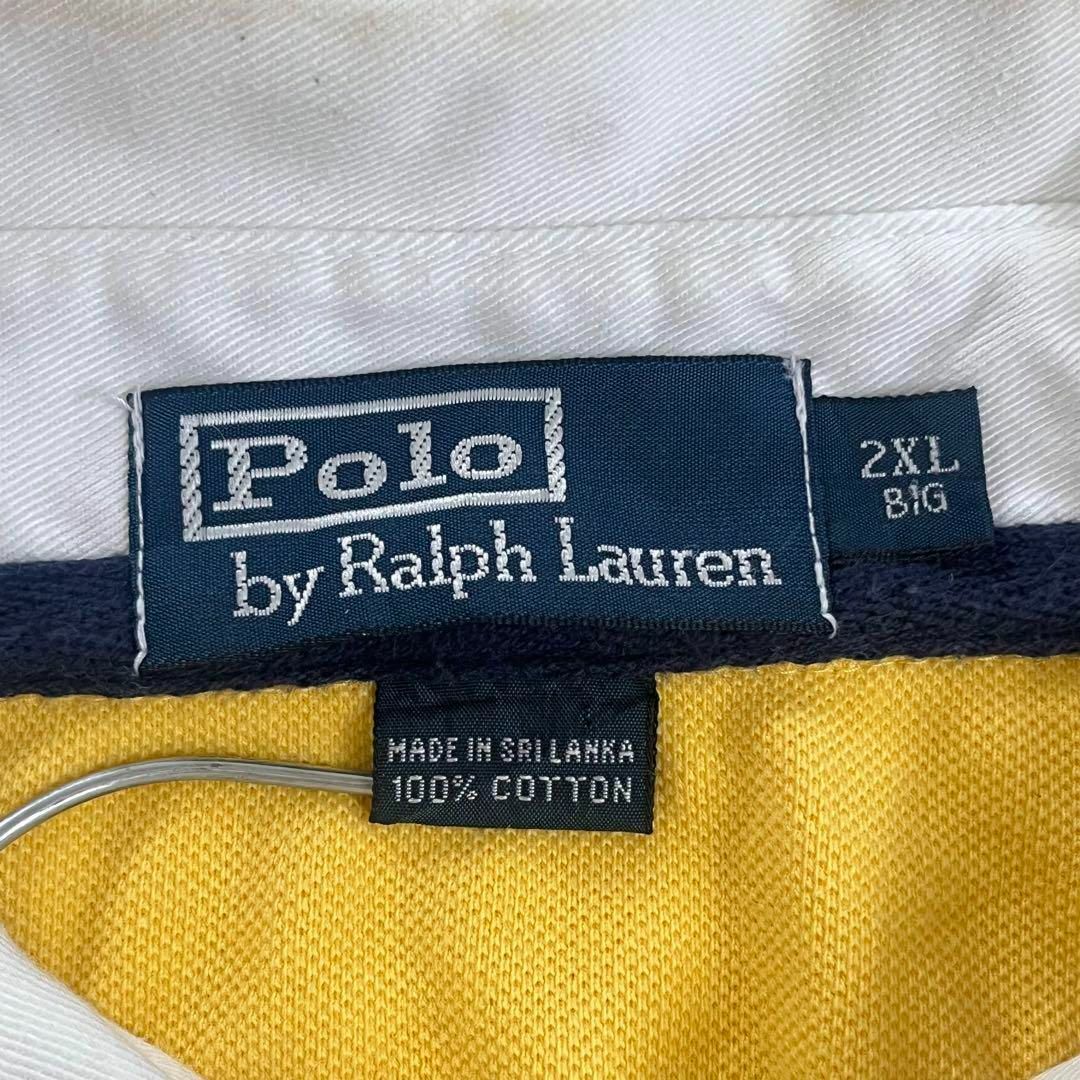 Polo
by Ralph Lauren
2XL
BIG
MADE IN SRI LANKA
100% COTTON